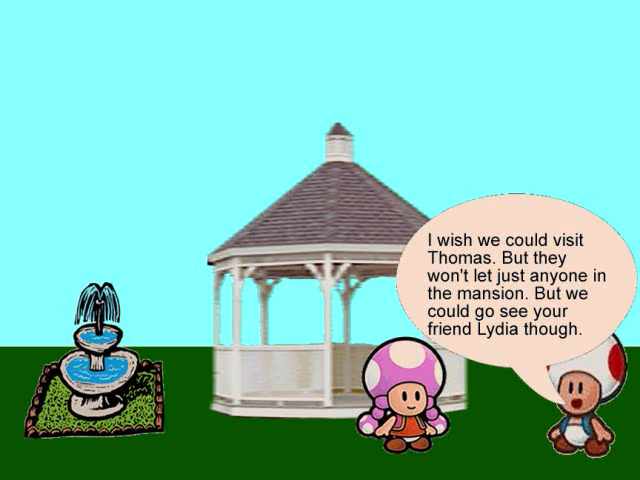 I wish we could visit
Thomas. But they
won't let just anyone in
the mansion. But we
could go see your
friend Lydia though.